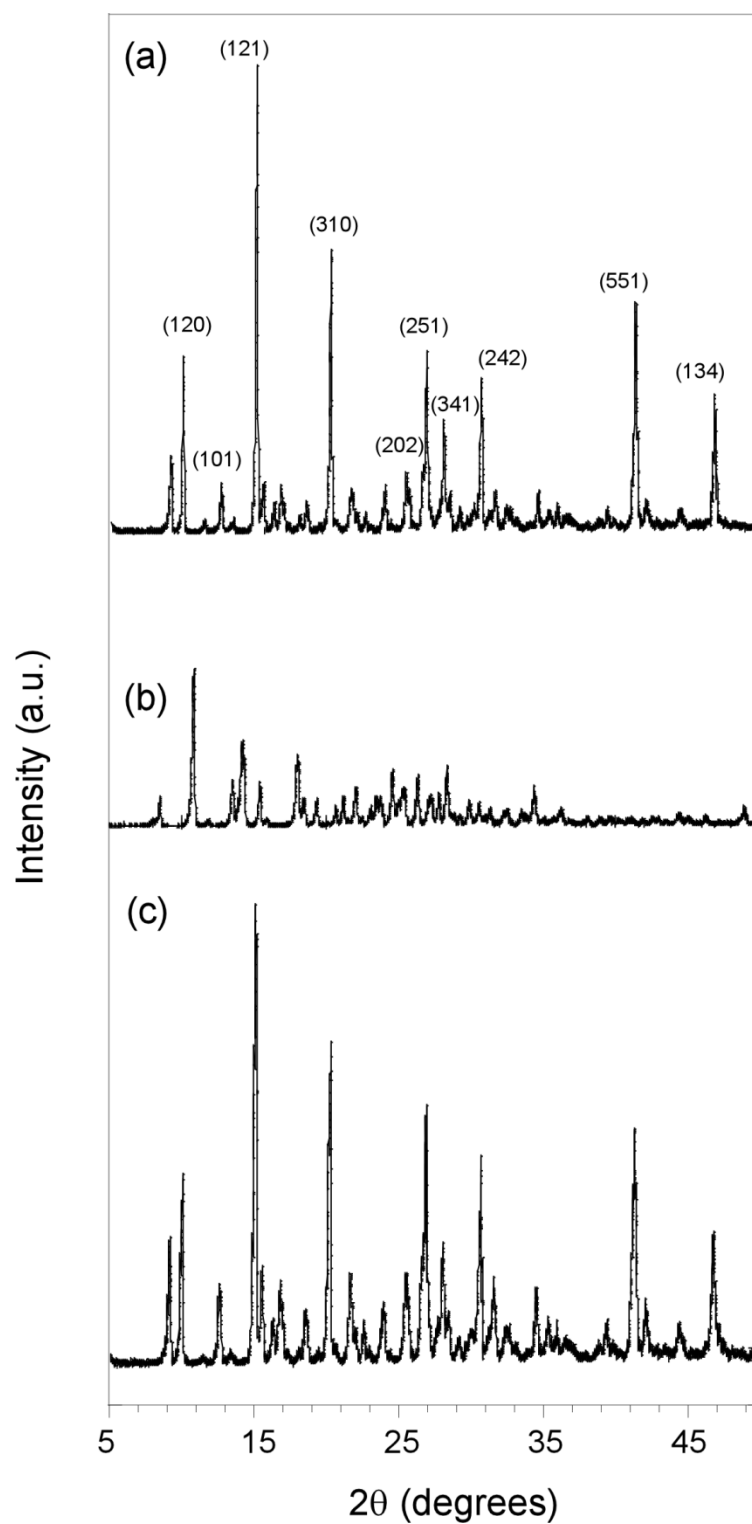 (a)
(121)
(310)
(551)
(120)
(251)
(242)
(134)
(341)
(101)
(202)
(b)
(c)
Intensity (a.u.)
5 15 25 35 45
2θ (degrees)